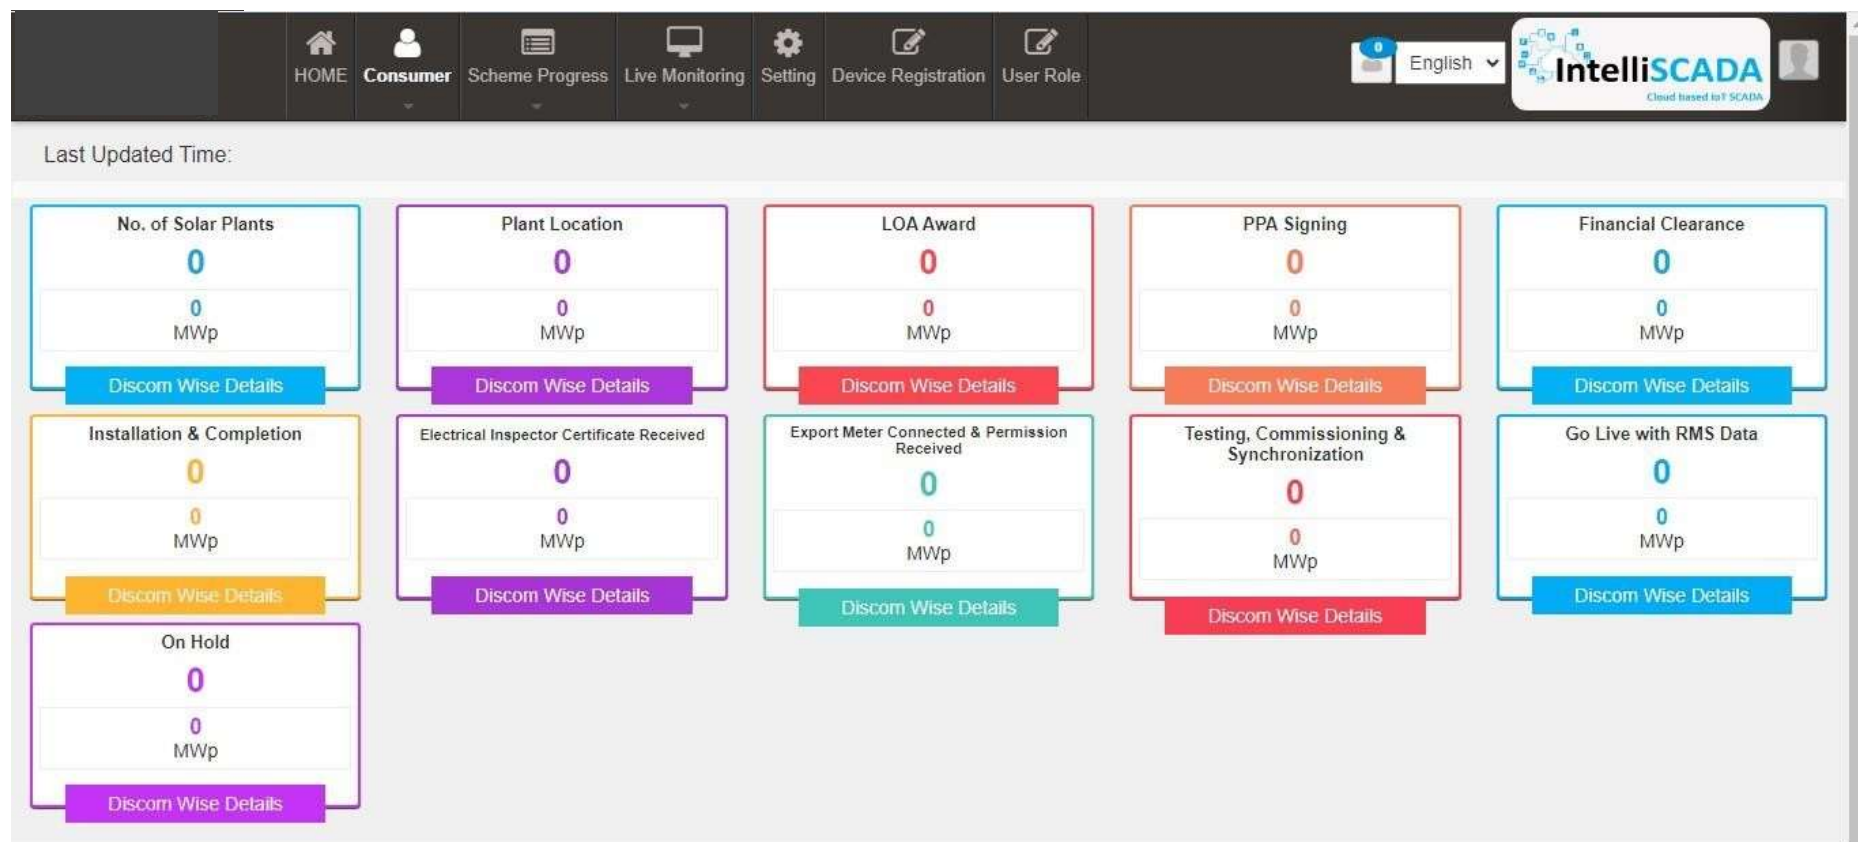 HOME
Consumer
Scheme Progress
Live Monitoring
Setting
Device Registration
User Role
0
English
IntelliSCADA
Cloud based IoT SCADA
Last Updated Time:
No. of Solar Plants
0
0
MWp
Discom Wise Details
Plant Location
0
0
MWp
Discom Wise Details
LOA Award
0
0
MWp
Discom Wise Details
PPA Signing
0
0
MWp
Discom Wise Details
Financial Clearance
0
0
MWp
Discom Wise Details
Installation & Completion
0
0
MWp
Discom Wise Details
Electrical Inspector Certificate Received
0
0
MWp
Discom Wise Details
Export Meter Connected & Permission
Received
0
0
MWp
Discom Wise Details
Testing, Commissioning &
Synchronization
0
0
MWp
Discom Wise Details
Go Live with RMS Data
0
0
MWp
Discom Wise Details
On Hold
0
0
MWp
Discom Wise Details